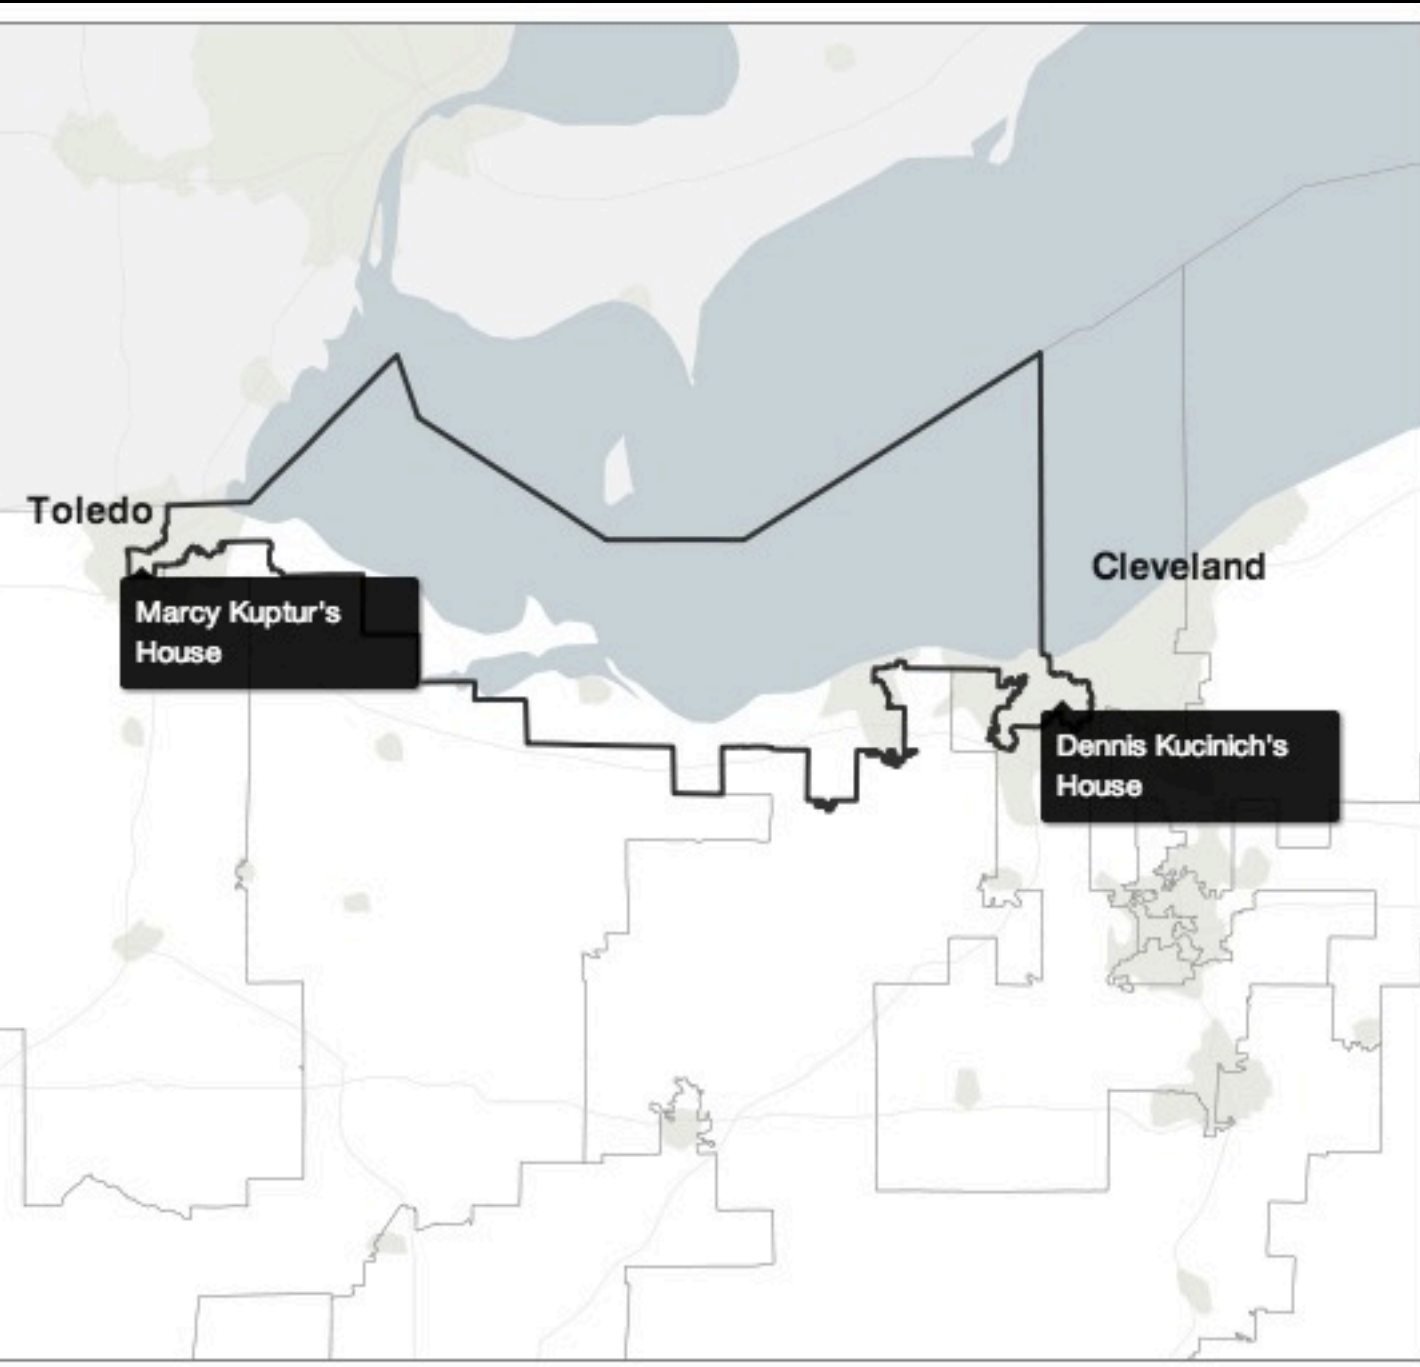 Toledo
Cleveland
Marcy Kuptur's
House
Dennis Kucinich's
House